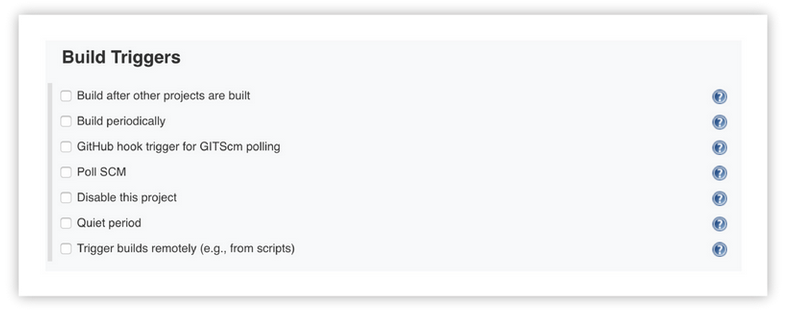 Build Triggers
Build after other projects are built
Build periodically
GitHub hook trigger for GITScm polling
Poll SCM
Disable this project
Quiet period
Trigger builds remotely (e.g., from scripts)